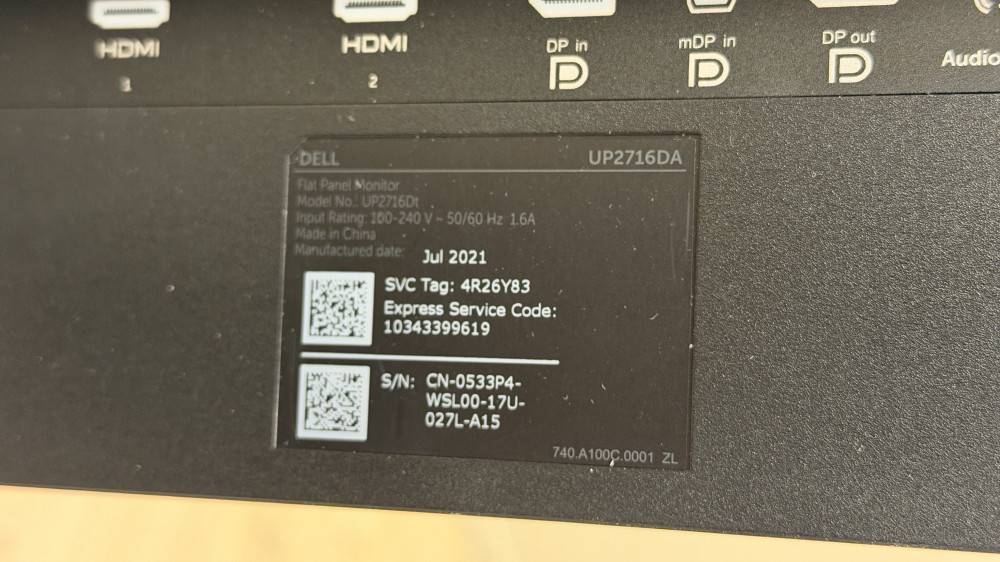 HDMI
1
HDMI
2
DP in
mDP in
DP out
Audio
DELL
UP2716DA
Flat Panel Monitor
Model No.: UP2716Dt
Input Rating: 100-240 V ~ 50/60 Hz 1.6A
Made in China
Manufactured date: Jul 2021
SVC Tag: 4R26Y83
Express Service Code:
10343399619
S/N: CN-0533P4-
WSL00-17U-
027L-A15
740.A100C.0001 ZL